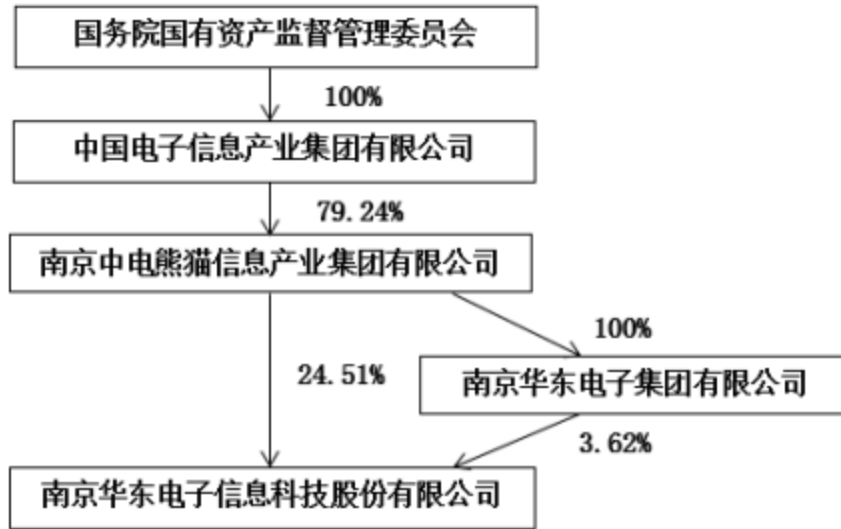 国务院国有资产监督管理委员会
100%
中国电子信息产业集团有限公司
79.24%
南京中电熊猫信息产业集团有限公司
100%
24.51%
南京华东电子集团有限公司
3.62%
南京华东电子信息科技股份有限公司